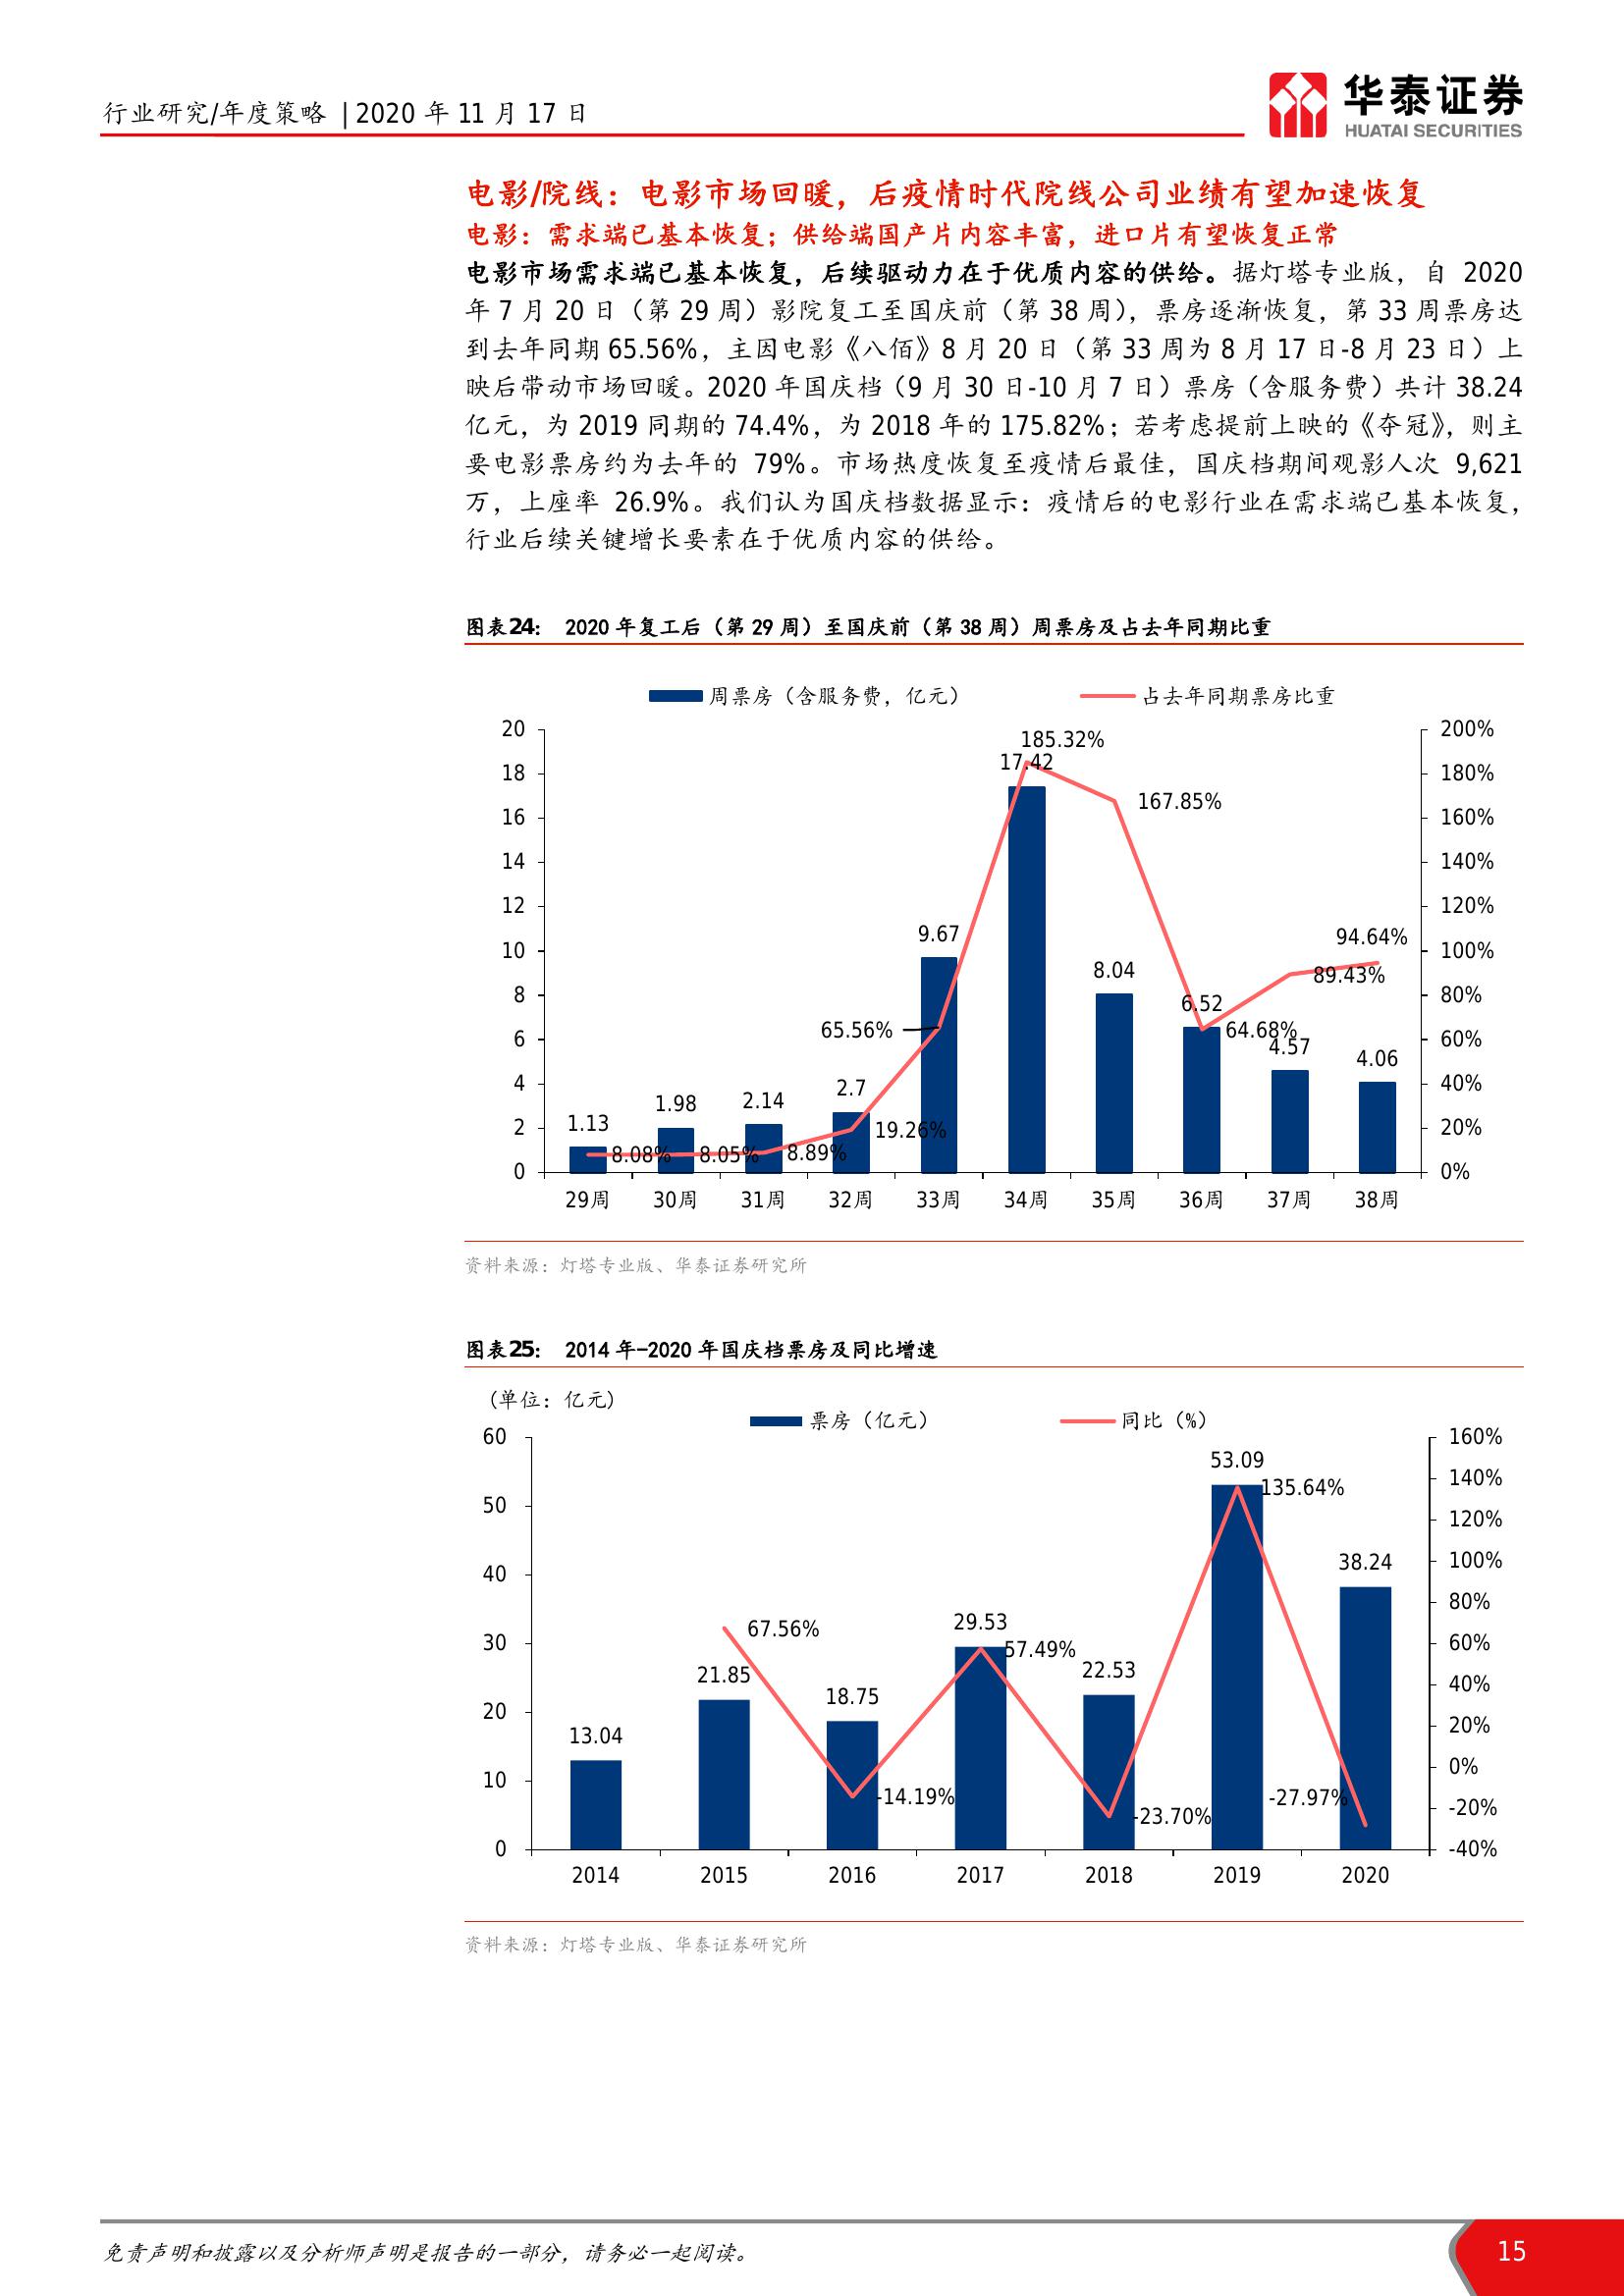 行业研究/年度策略 | 2020 年 11 月 17 日
华泰证券
HUATAI SECURITIES
电影/院线：电影市场回暖，后疫情时代院线公司业绩有望加速恢复
电影：需求端已基本恢复；供给端国产片内容丰富，进口片有望恢复正常
电影市场需求端已基本恢复，后续驱动力在于优质内容的供给。据灯塔专业版，自 2020
年 7 月 20 日（第 29 周）影院复工至国庆前（第 38 周），票房逐渐恢复，第 33 周票房达
到去年同期 65.56%，主因电影《八佰》8 月 20 日（第 33 周为 8 月 17 日-8 月 23 日）上
映后带动市场回暖。2020 年国庆档（9 月 30 日-10 月 7 日）票房（含服务费）共计 38.24
亿元，为 2019 同期的 74.4%，为 2018 年的 175.82%；若考虑提前上映的《夺冠》，则主
要电影票房约为去年的 79%。市场热度恢复至疫情后最佳，国庆档期间观影人次 9,621
万，上座率 26.9%。我们认为国庆档数据显示：疫情后的电影行业在需求端已基本恢复，
行业后续关键增长要素在于优质内容的供给。
图表24： 2020 年复工后（第 29 周）至国庆前（第 38 周）周票房及占去年同期比重
周票房（含服务费，亿元） 占去年同期票房比重
20 185.32% 200%
18 17.42 180%
16 167.85% 160%
14 140%
12 120%
10 9.67 94.64% 100%
8 8.04 89.43% 80%
6 65.56% 6.52 64.68% 60%
4 2.7 4.57 4.06 40%
2 1.13 1.98 2.14 19.26% 20%
0 8.08% 8.05% 8.89% 0%
29周 30周 31周 32周 33周 34周 35周 36周 37周 38周
资料来源：灯塔专业版、华泰证券研究所
图表25： 2014 年-2020 年国庆档票房及同比增速
（单位：亿元）
票房（亿元） 同比（%）
60 53.09 160%
135.64% 140%
50 120%
40 38.24 100%
80%
30 67.56% 29.53 57.49% 60%
21.85 18.75 22.53 40%
20 13.04 20%
0%
10 -14.19% -23.70% -27.97% -20%
0 -40%
2014 2015 2016 2017 2018 2019 2020
资料来源：灯塔专业版、华泰证券研究所
免责声明和披露以及分析师声明是报告的一部分，请务必一起阅读。
15